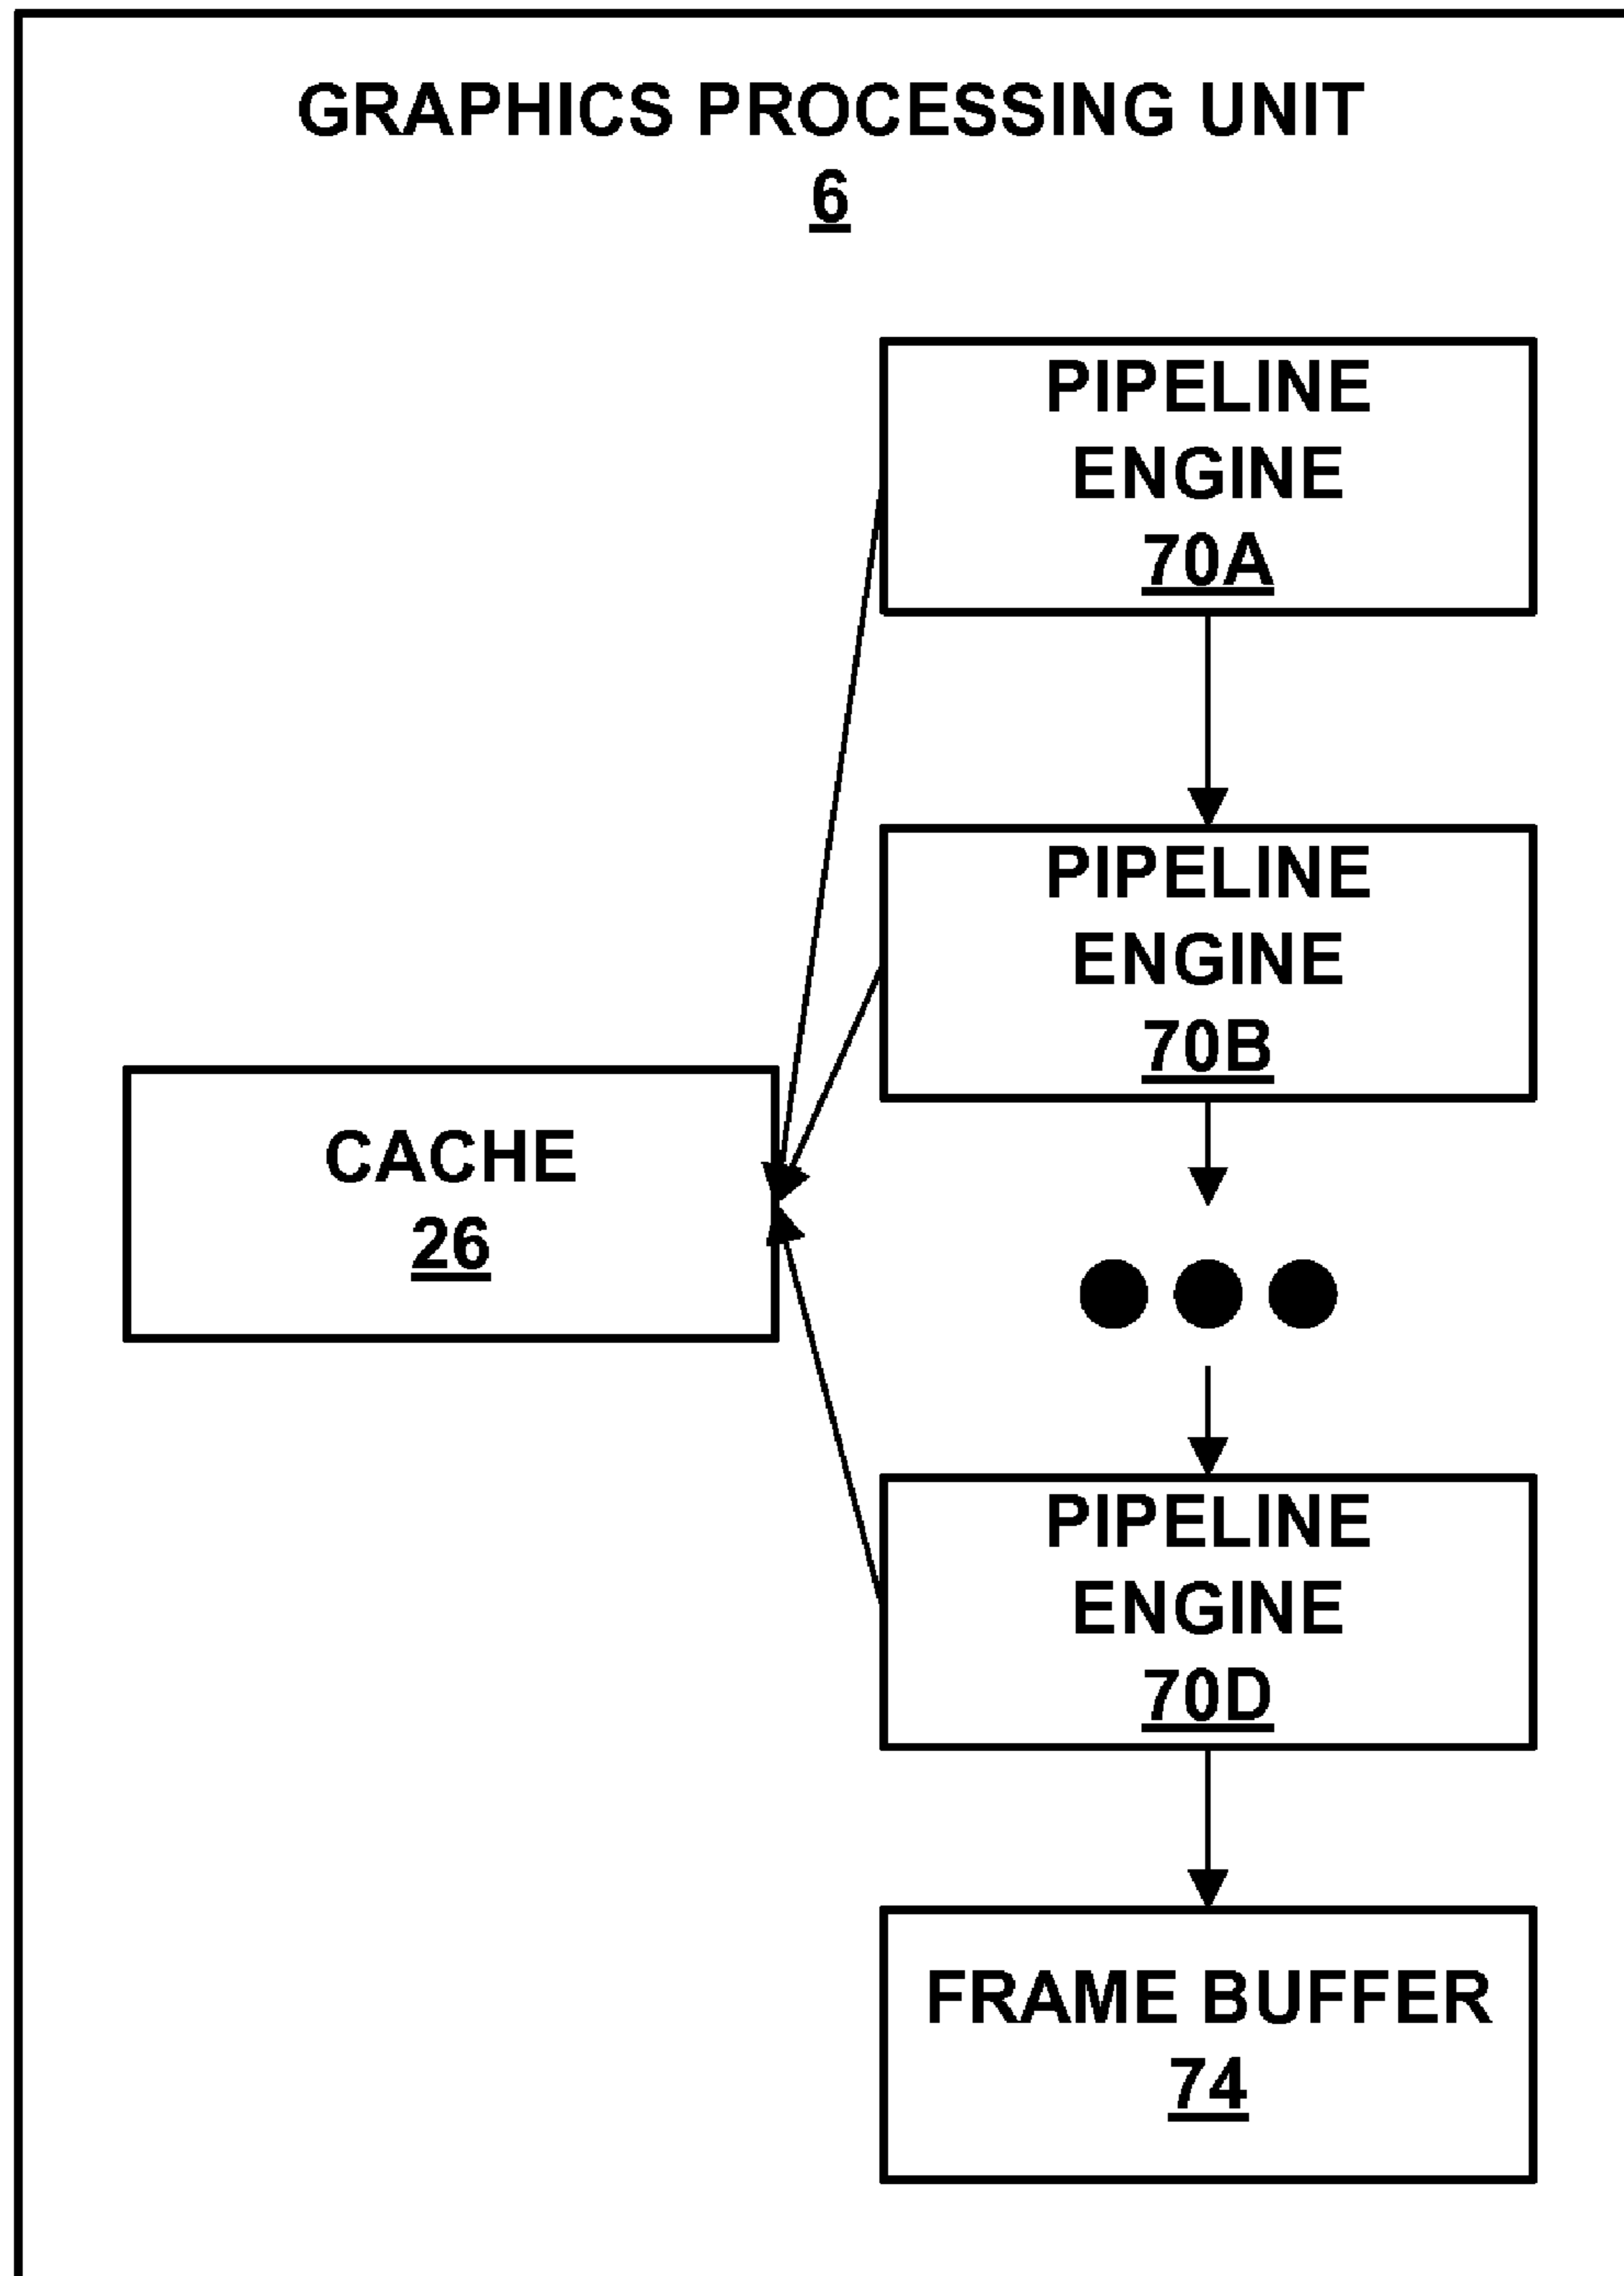 GRAPHICS PROCESSING UNIT
6
PIPELINE
ENGINE
70A
PIPELINE
ENGINE
70B
CACHE
26
PIPELINE
ENGINE
70D
FRAME BUFFER
74